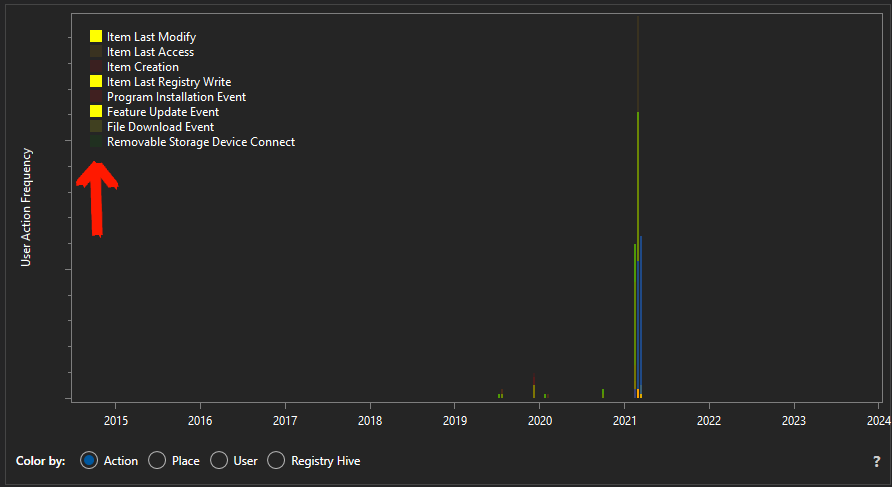 Item Last Modify
Item Last Access
Item Creation
Item Last Registry Write
Program Installation Event
Feature Update Event
File Download Event
Removable Storage Device Connect
User Action Frequency
2015 2016 2017 2018 2019 2020 2021 2022 2023 2024
Color by: Action Place User Registry Hive ?